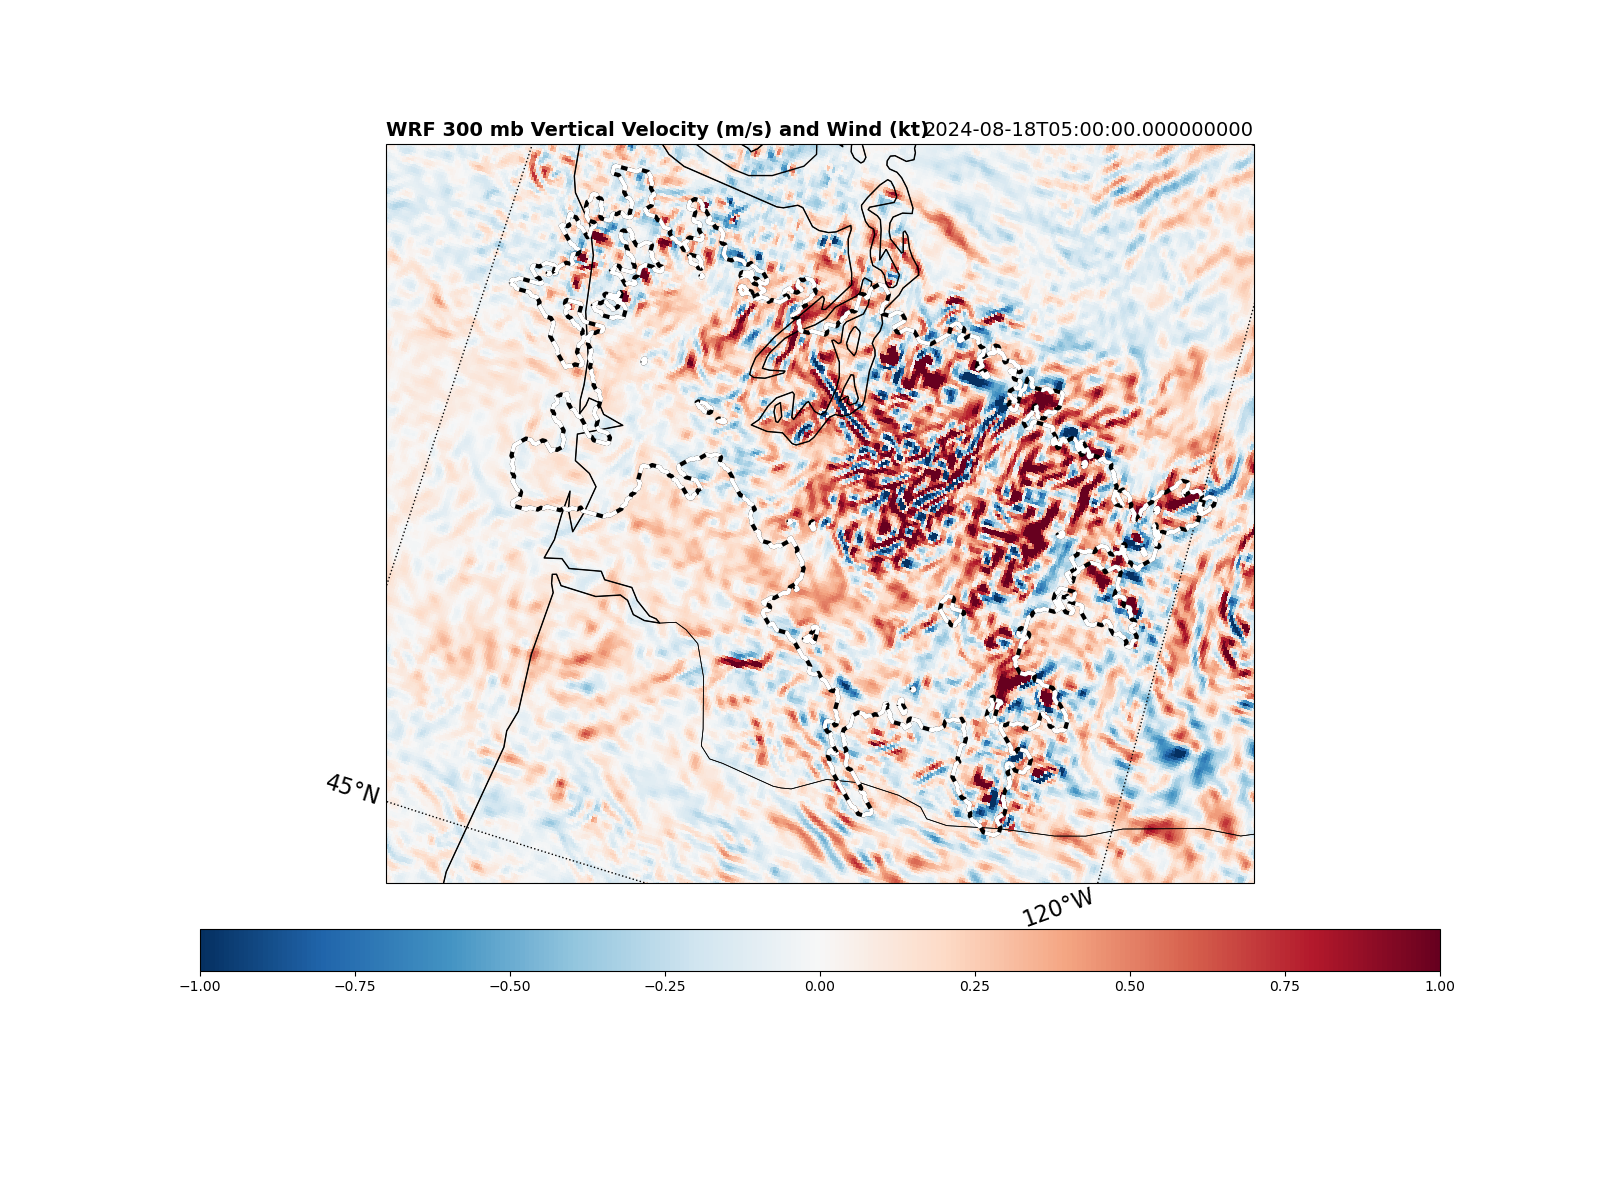 WRF 300 mb Vertical Velocity (m/s) and Wind (kt)
2024-08-18T05:00:00.000000000
45°N
120°W
−1.00 −0.75 −0.50 −0.25 0.00 0.25 0.50 0.75 1.00